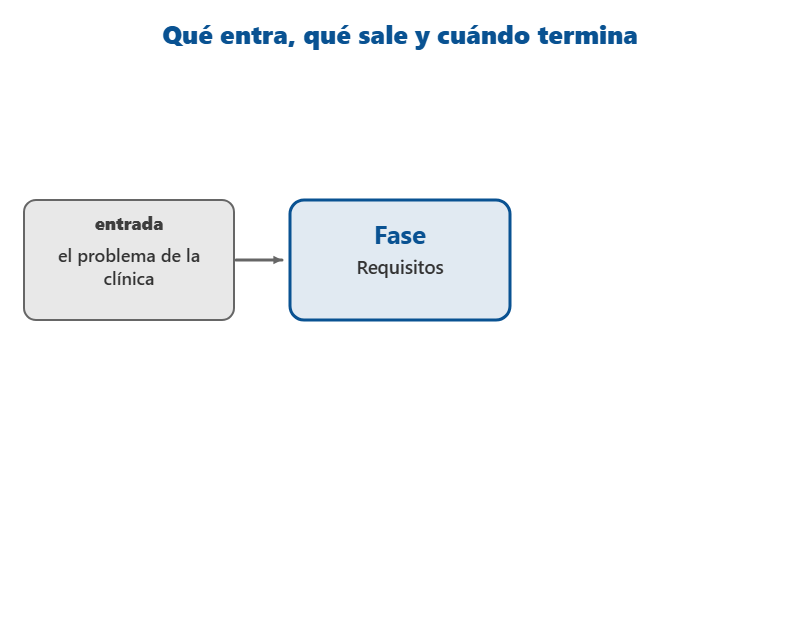 Qué entra, qué sale y cuándo termina
entrada
el problema de la
clínica
Fase
Requisitos